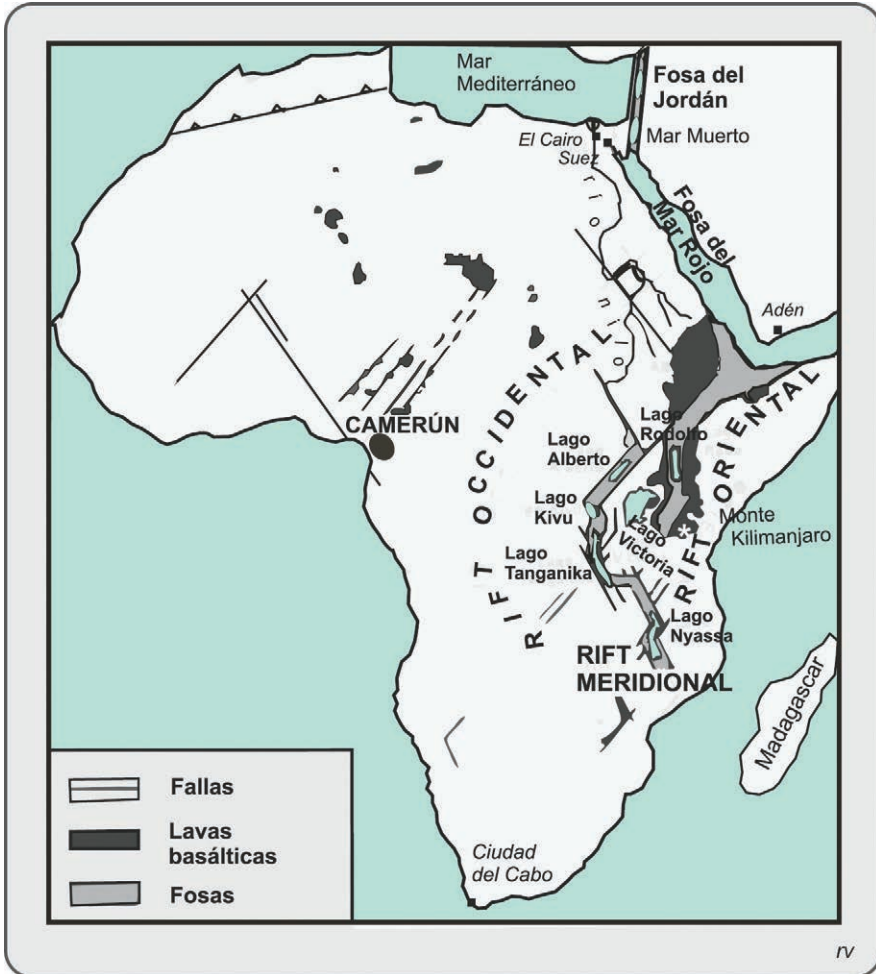 Mar
Mediterráneo
Fosa del
Jordán
Mar Muerto
El Cairo
Suez
río nilo
Fosa del
Mar Rojo
Adén
RIFT OCCIDENTAL
CAMERÚN
Lago
Rodolfo
Lago
Alberto
RIFT ORIENTAL
Lago
Kivu
Lago
Victoria
Monte
Kilimanjaro
Lago
Tanganika
Lago
Nyassa
RIFT
MERIDIONAL
Madagascar
Fallas
Lavas
basálticas
Fosas
Ciudad
del Cabo
rv